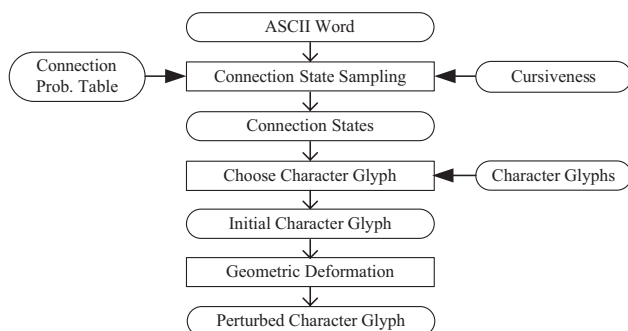 ASCII Word
Connection
Prob. Table
Connection State Sampling
Cursiveness
Connection States
Choose Character Glyph
Character Glyphs
Initial Character Glyph
Geometric Deformation
Perturbed Character Glyph